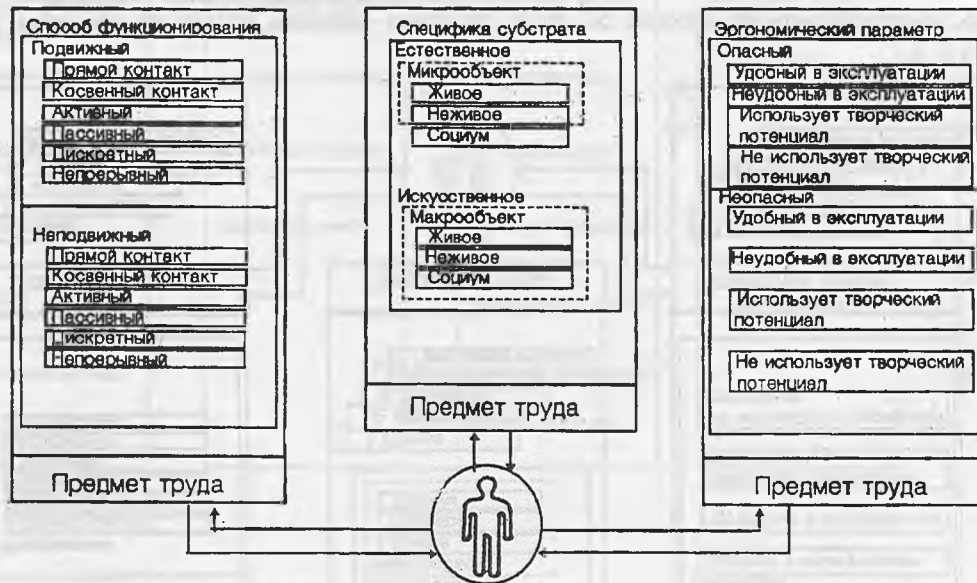 Способ функционирования
Подвижный
Прямой контакт
Косвенный контакт
Активный
Пассивный
Дискретный
Непрерывный
Неподвижный
Прямой контакт
Косвенный контакт
Активный
Пассивный
Дискретный
Непрерывный
Предмет труда
Специфика субстрата
Естественное
Микрообъект
Живое
Неживое
Социум
Искусственное
Макрообъект
Живое
Неживое
Социум
Предмет труда
Эргономический параметр
Опасный
Удобный в эксплуатации
Неудобный в эксплуатации
Использует творческий
потенциал
Не использует творческий
потенциал
Неопасный
Удобный в эксплуатации
Неудобный в эксплуатации
Использует творческий
потенциал
Не использует творческий
потенциал
Предмет труда